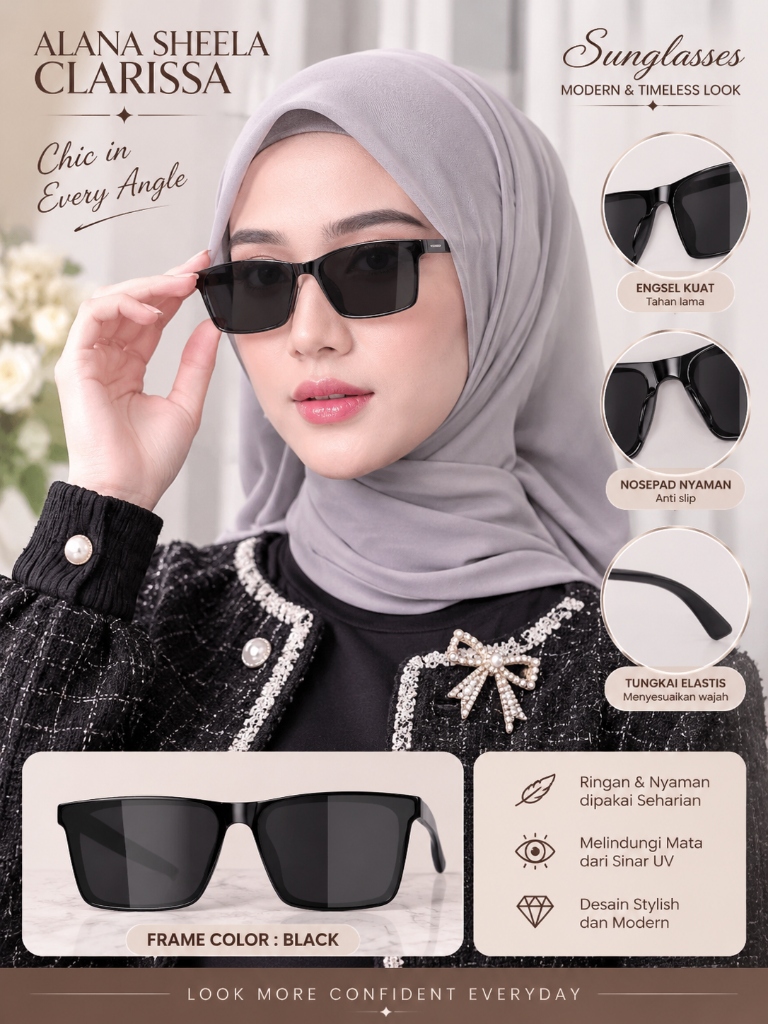 ALANA SHEELA
CLARISSA
Chic in
Every Angle
Sunglasses
MODERN & TIMELESS LOOK
ENGSEL KUAT
Tahan lama
NOSEPAD NYAMAN
Anti slip
TUNGKAI ELASTIS
Menyesuaikan wajah
FRAME COLOR : BLACK
Ringan & Nyaman
dipakai Seharian
Melindungi Mata
dari Sinar UV
Desain Stylish
dan Modern
LOOK MORE CONFIDENT EVERYDAY